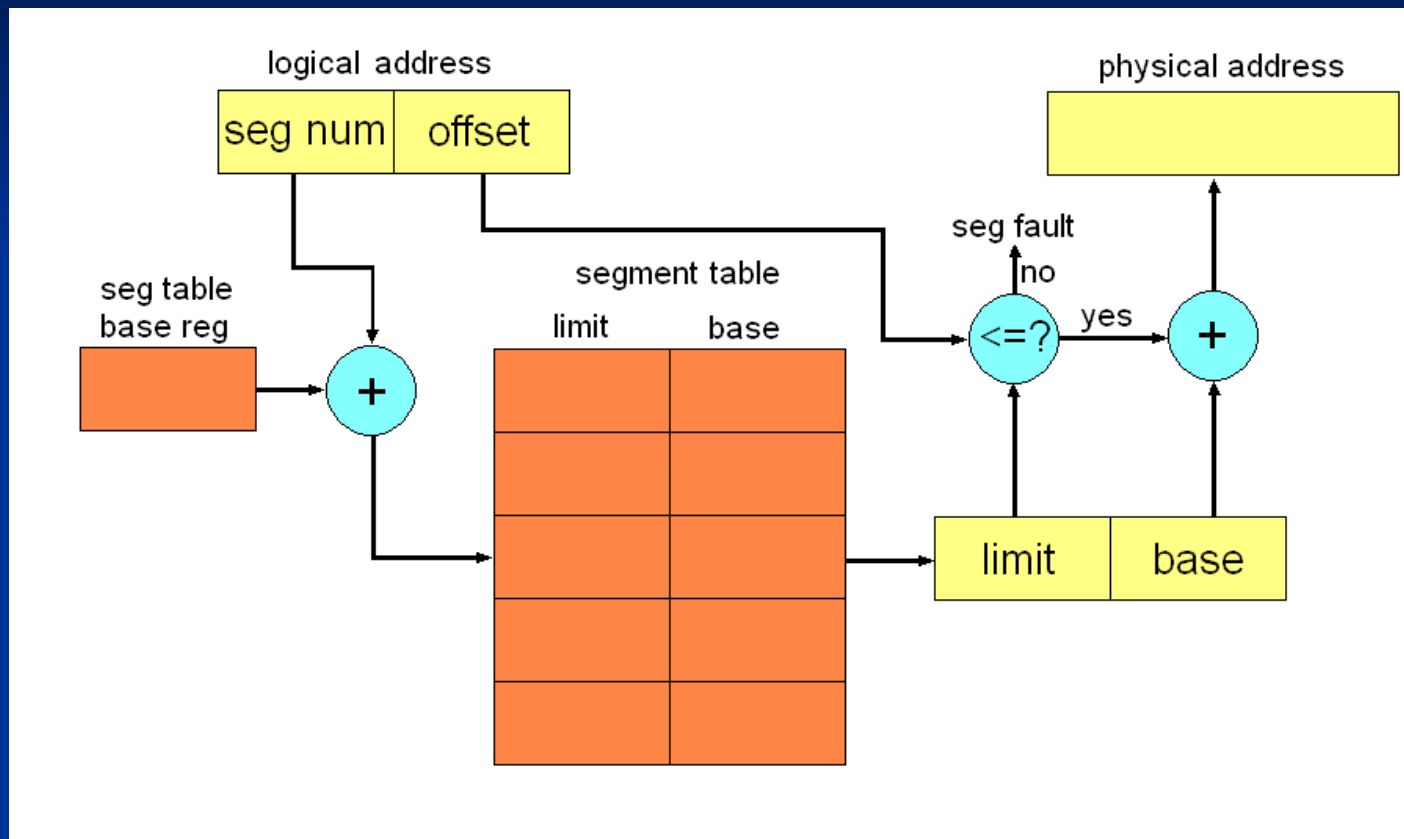 logical address
physical address
seg num
offset
seg fault
no
segment table
seg table
base reg
limit
base
<=?
yes
+
+
limit
base